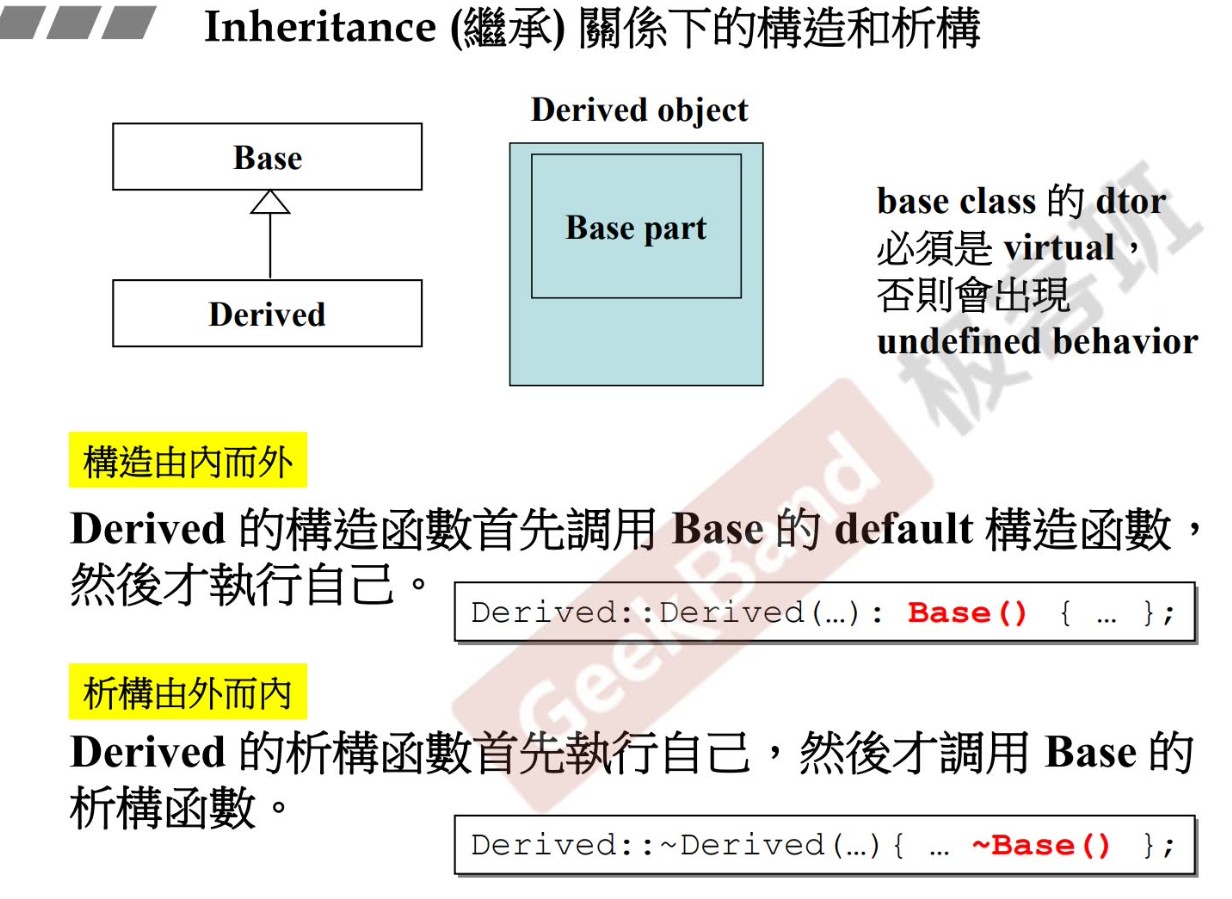 Inheritance (繼承) 關係下的構造和析構
Derived object
Base
Base part
Derived
base class 的 dtor
必須是 virtual，
否則會出現
undefined behavior
構造由內而外
Derived 的構造函數首先調用 Base 的 default 構造函數，
然後才執行自己。
Derived::Derived(…): Base() { … };
析構由外而內
Derived 的析構函數首先執行自己，然後才調用 Base 的
析構函數。
Derived::~Derived(…){ … ~Base() };
GeekBand 极客班